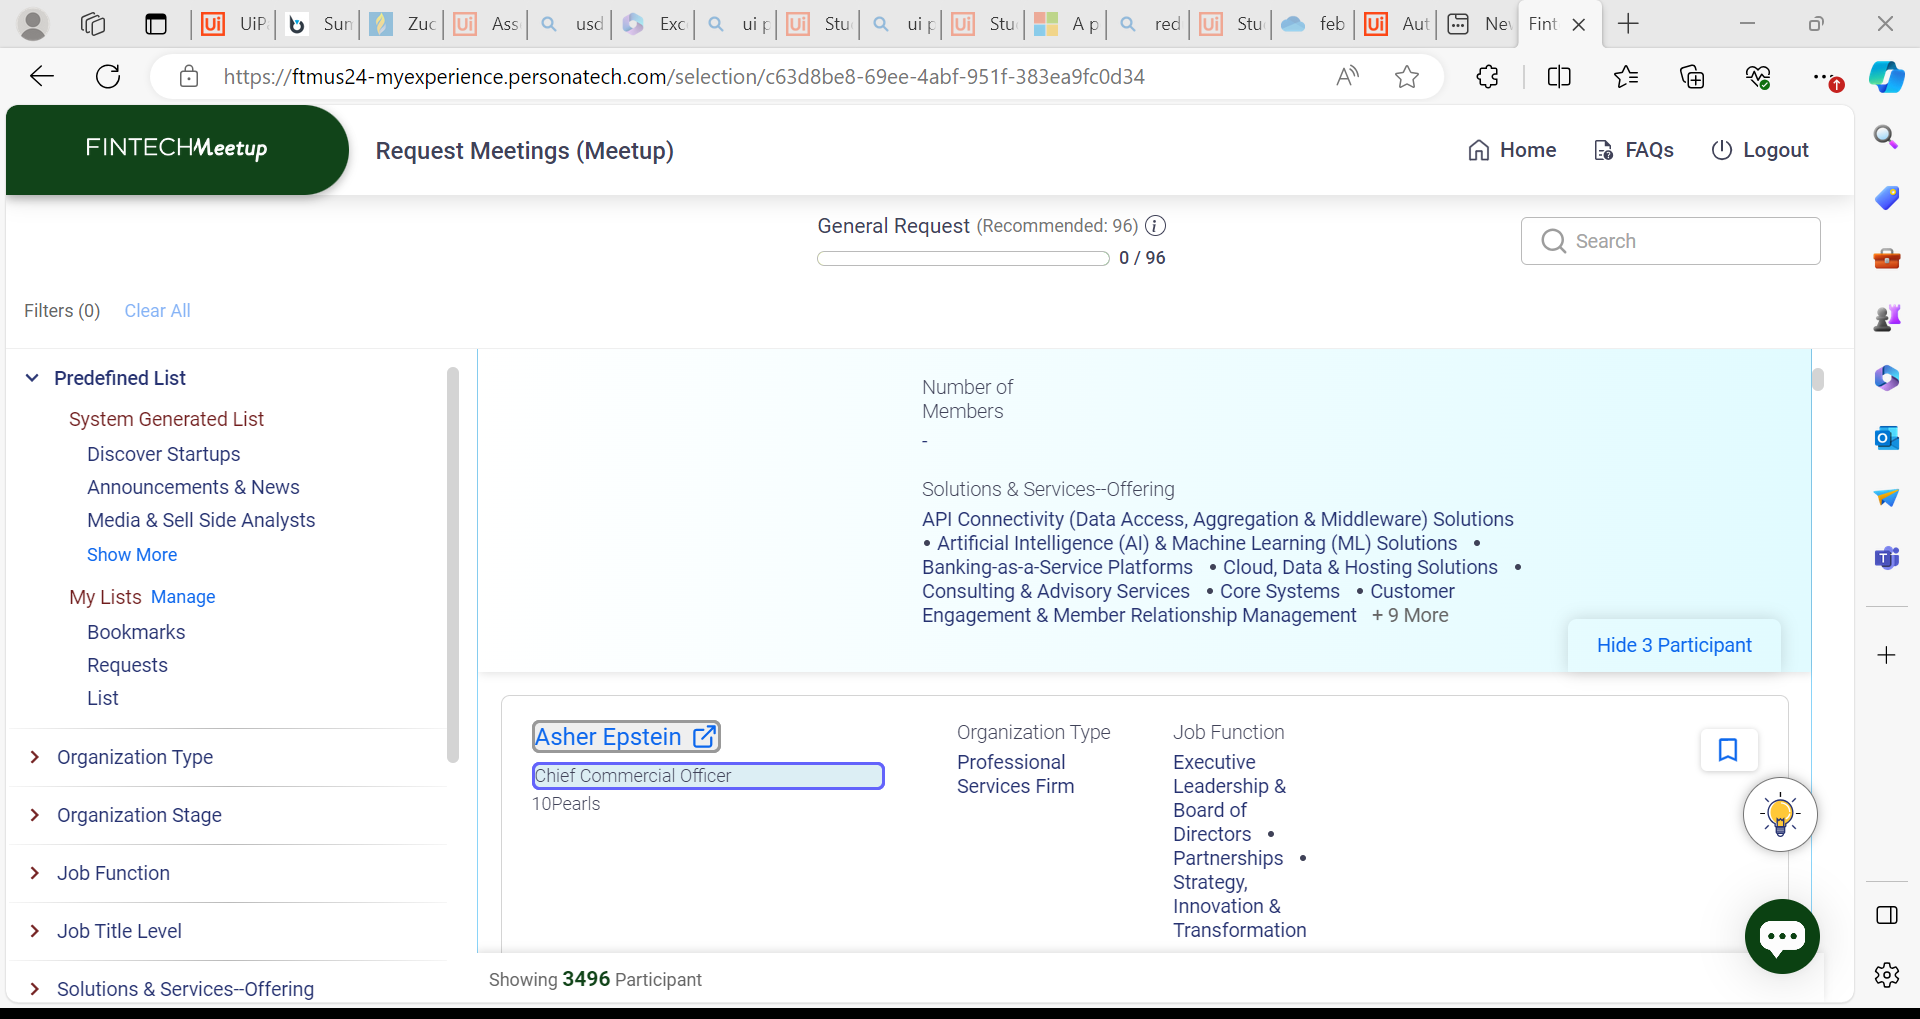 UiP
Sun
Zuc
Ass
usd
Exc
ui p
Stu
ui p
Stu
A p
red
Stu
feb
Aut
Nev
Fint
https://ftmus24-myexperience.personatech.com/selection/c63d8be8-69ee-4abf-951f-383ea9fc0d34
FINTECHMeetup
Request Meetings (Meetup)
Home
FAQs
Logout
General Request (Recommended: 96)
0 / 96
Search
Filters (0) Clear All
Predefined List
System Generated List
Discover Startups
Announcements & News
Media & Sell Side Analysts
Show More
My Lists Manage
Bookmarks
Requests
List
Organization Type
Organization Stage
Job Function
Job Title Level
Solutions & Services--Offering
Number of
Members
-
Solutions & Services--Offering
API Connectivity (Data Access, Aggregation & Middleware) Solutions
• Artificial Intelligence (AI) & Machine Learning (ML) Solutions •
Banking-as-a-Service Platforms • Cloud, Data & Hosting Solutions •
Consulting & Advisory Services • Core Systems • Customer
Engagement & Member Relationship Management + 9 More
Hide 3 Participant
Asher Epstein
Chief Commercial Officer
10Pearls
Organization Type
Professional
Services Firm
Job Function
Executive
Leadership &
Board of
Directors •
Partnerships •
Strategy,
Innovation &
Transformation
Showing 3496 Participant